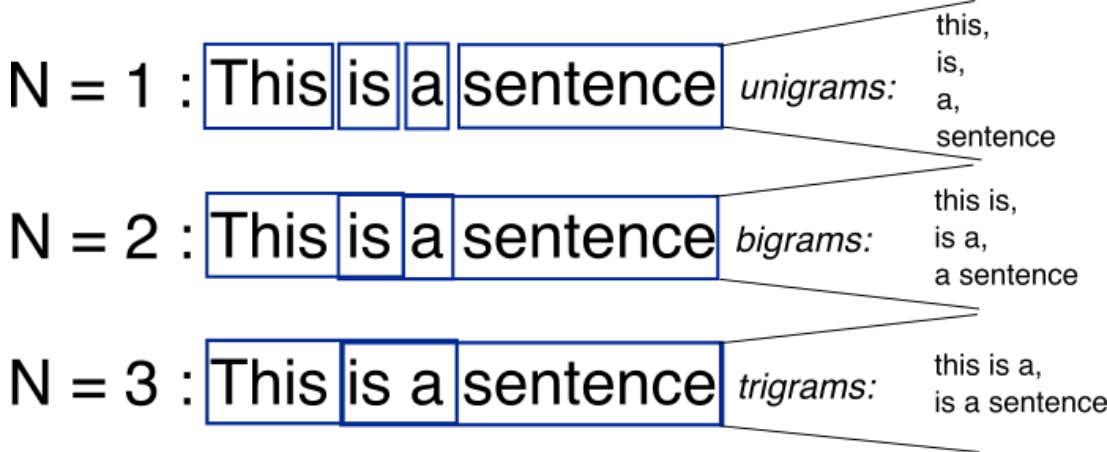 N = 1 : This is a sentence unigrams:
this,
is,
a,
sentence
N = 2 : This is a sentence bigrams:
this is,
is a,
a sentence
N = 3 : This is a sentence trigrams:
this is a,
is a sentence